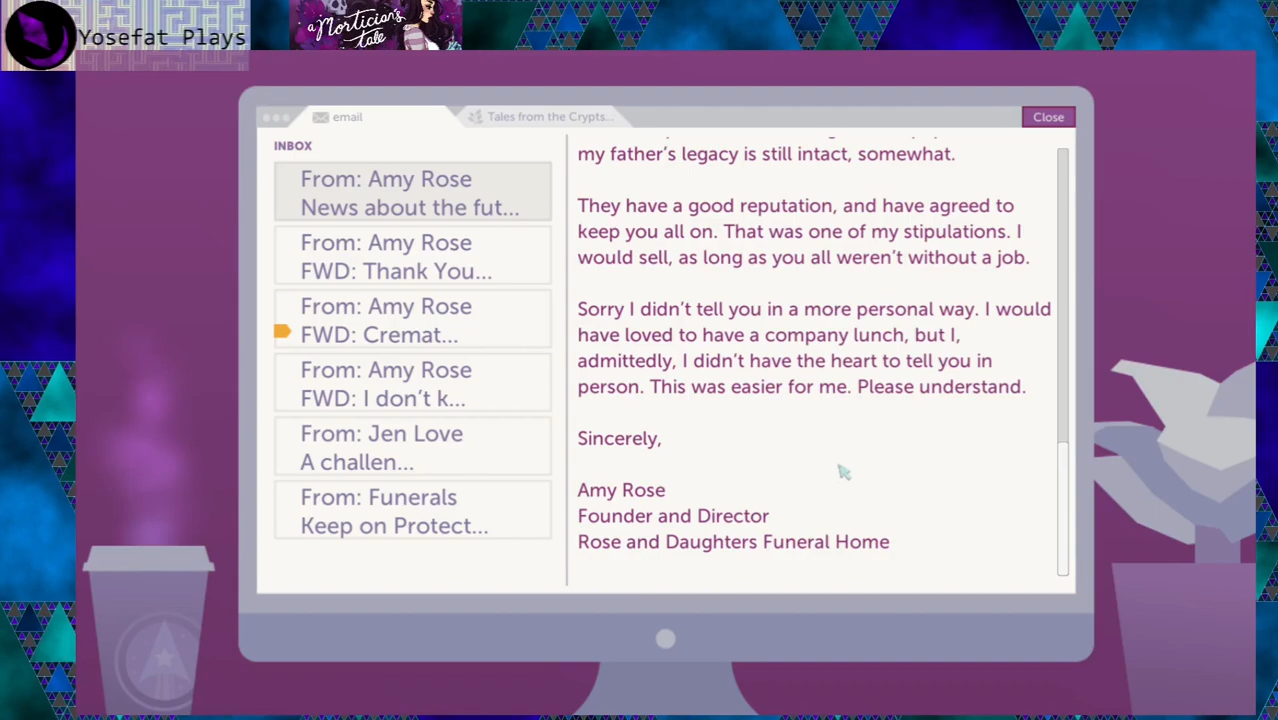 Yosefat Plays
a Mortician's
tale
email
Tales from the Crypts...
Close
INBOX
From: Amy Rose
News about the fut...
From: Amy Rose
FWD: Thank You...
From: Amy Rose
FWD: Cremat...
From: Amy Rose
FWD: I don't k...
From: Jen Love
A challen...
From: Funerals
Keep on Protect...
my father's legacy is still intact, somewhat.
They have a good reputation, and have agreed to
keep you all on. That was one of my stipulations. I
would sell, as long as you all weren't without a job.
Sorry I didn't tell you in a more personal way. I would
have loved to have a company lunch, but I,
admittedly, I didn't have the heart to tell you in
person. This was easier for me. Please understand.
Sincerely,
Amy Rose
Founder and Director
Rose and Daughters Funeral Home